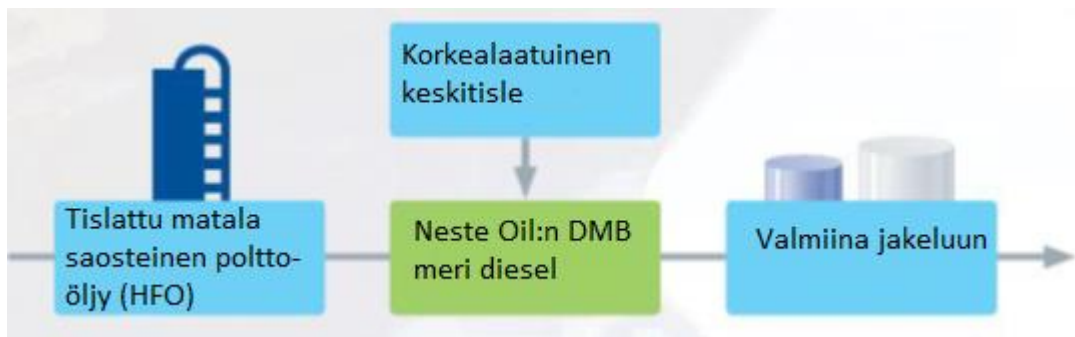 Korkealaatuinen
keskitisle
Tislattu matala
saosteinen poltto-
öljy (HFO)
Neste Oil:n DMB
meri diesel
Valmiina jakeluun